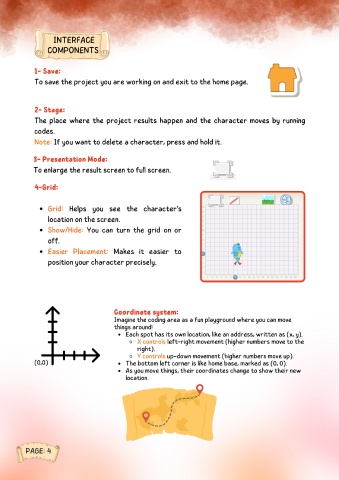 INTERFACE
COMPONENTS
1- Save:
To save the project you are working on and exit to the home page.
2- Stage:
The place where the project results happen and the character moves by running
codes.
Note: If you want to delete a character, press and hold it.
3- Presentation Mode:
To enlarge the result screen to full screen.
4-Grid:
• Grid: Helps you see the character's
location on the screen.
• Show/Hide: You can turn the grid on or
off.
• Easier Placement: Makes it easier to
position your character precisely.
Coordinate system:
Imagine the coding area as a fun playground where you can move
things around!
• Each spot has its own location, like an address, written as (x, y).
◦ X controls left-right movement (higher numbers move to the
right).
◦ Y controls up-down movement (higher numbers move up).
• The bottom left corner is like home base, marked as (0, 0).
• As you move things, their coordinates change to show their new
location.
(0,0)
PAGE: 4